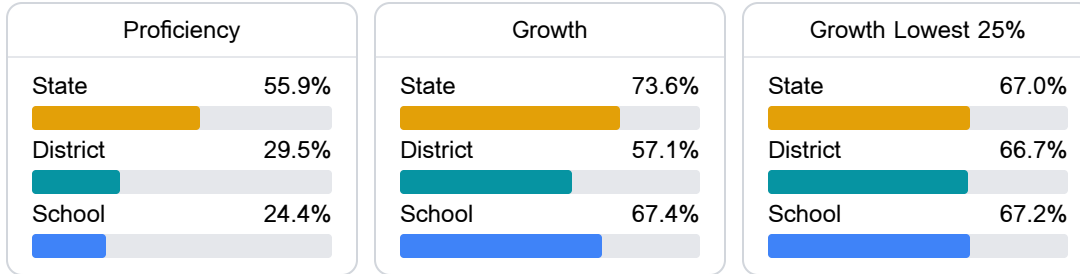 Proficiency
State 55.9%
District 29.5%
School 24.4%
Growth
State 73.6%
District 57.1%
School 67.4%
Growth Lowest 25%
State 67.0%
District 66.7%
School 67.2%